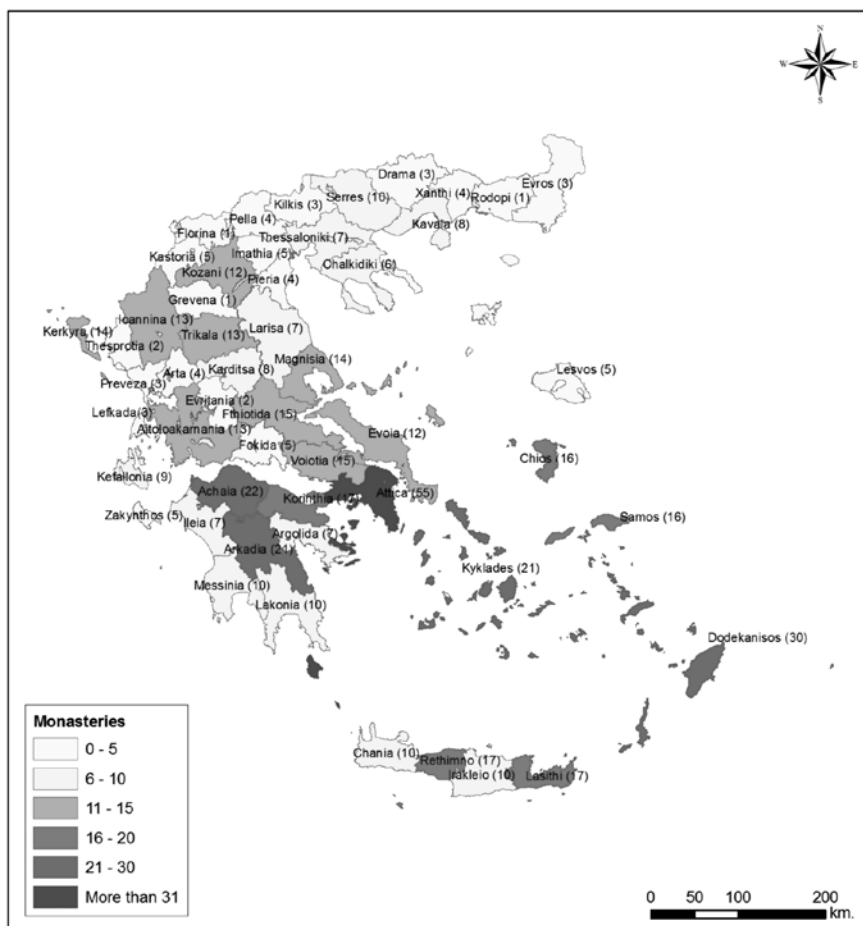 N
W E
S
Drama (3)
Evros (3)
Xanthi (4)
Rodopi (1)
Serres (10)
Kilkis (3)
Kavala (8)
Pella (4)
Florina (1)
Thessaloniki (7)
Kastoria (5)
Imathia (5)
Kozani (12)
Chalkidiki (6)
Pieria (4)
Grevena (1)
Ioannina (13)
Kerkyra (14)
Trikala (13)
Larisa (7)
Thesprotia (2)
Magnisia (14)
Arta (4)
Karditsa (8)
Lesvos (5)
Preveza (3)
Evritania (2)
Lefkada (3)
Fthiotida (15)
Aitoloakarnania (13)
Evoia (12)
Fokida (5)
Voiotia (15)
Chios (16)
Kefallonia (9)
Achaia (22)
Korinthia (17)
Attica (55)
Zakynthos (5)
Ileia (7)
Samos (16)
Argolida (7)
Arkadia (21)
Kyklades (21)
Messinia (10)
Lakonia (10)
Dodekanisos (30)
Chania (10)
Rethimno (17)
Irakleio (10)
Lasithi (17)
Monasteries
0 - 5
6 - 10
11 - 15
16 - 20
21 - 30
More than 31
0 50 100 200
km.